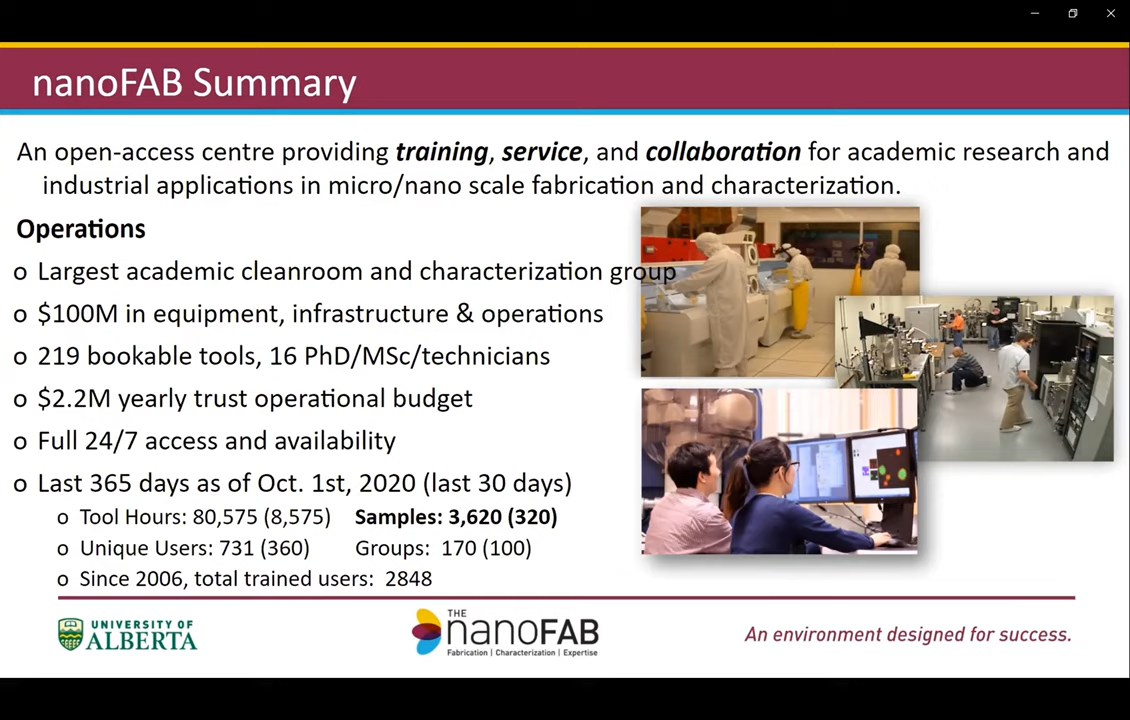 nanoFAB Summary
An open-access centre providing training, service, and collaboration for academic research and
industrial applications in micro/nano scale fabrication and characterization.
Operations
o Largest academic cleanroom and characterization group
o $100M in equipment, infrastructure & operations
o 219 bookable tools, 16 PhD/MSc/technicians
o $2.2M yearly trust operational budget
o Full 24/7 access and availability
o Last 365 days as of Oct. 1st, 2020 (last 30 days)
o Tool Hours: 80,575 (8,575) Samples: 3,620 (320)
o Unique Users: 731 (360) Groups: 170 (100)
o Since 2006, total trained users: 2848
UNIVERSITY OF
ALBERTA
THE
nanoFAB
Fabrication | Characterization | Expertise
An environment designed for success.